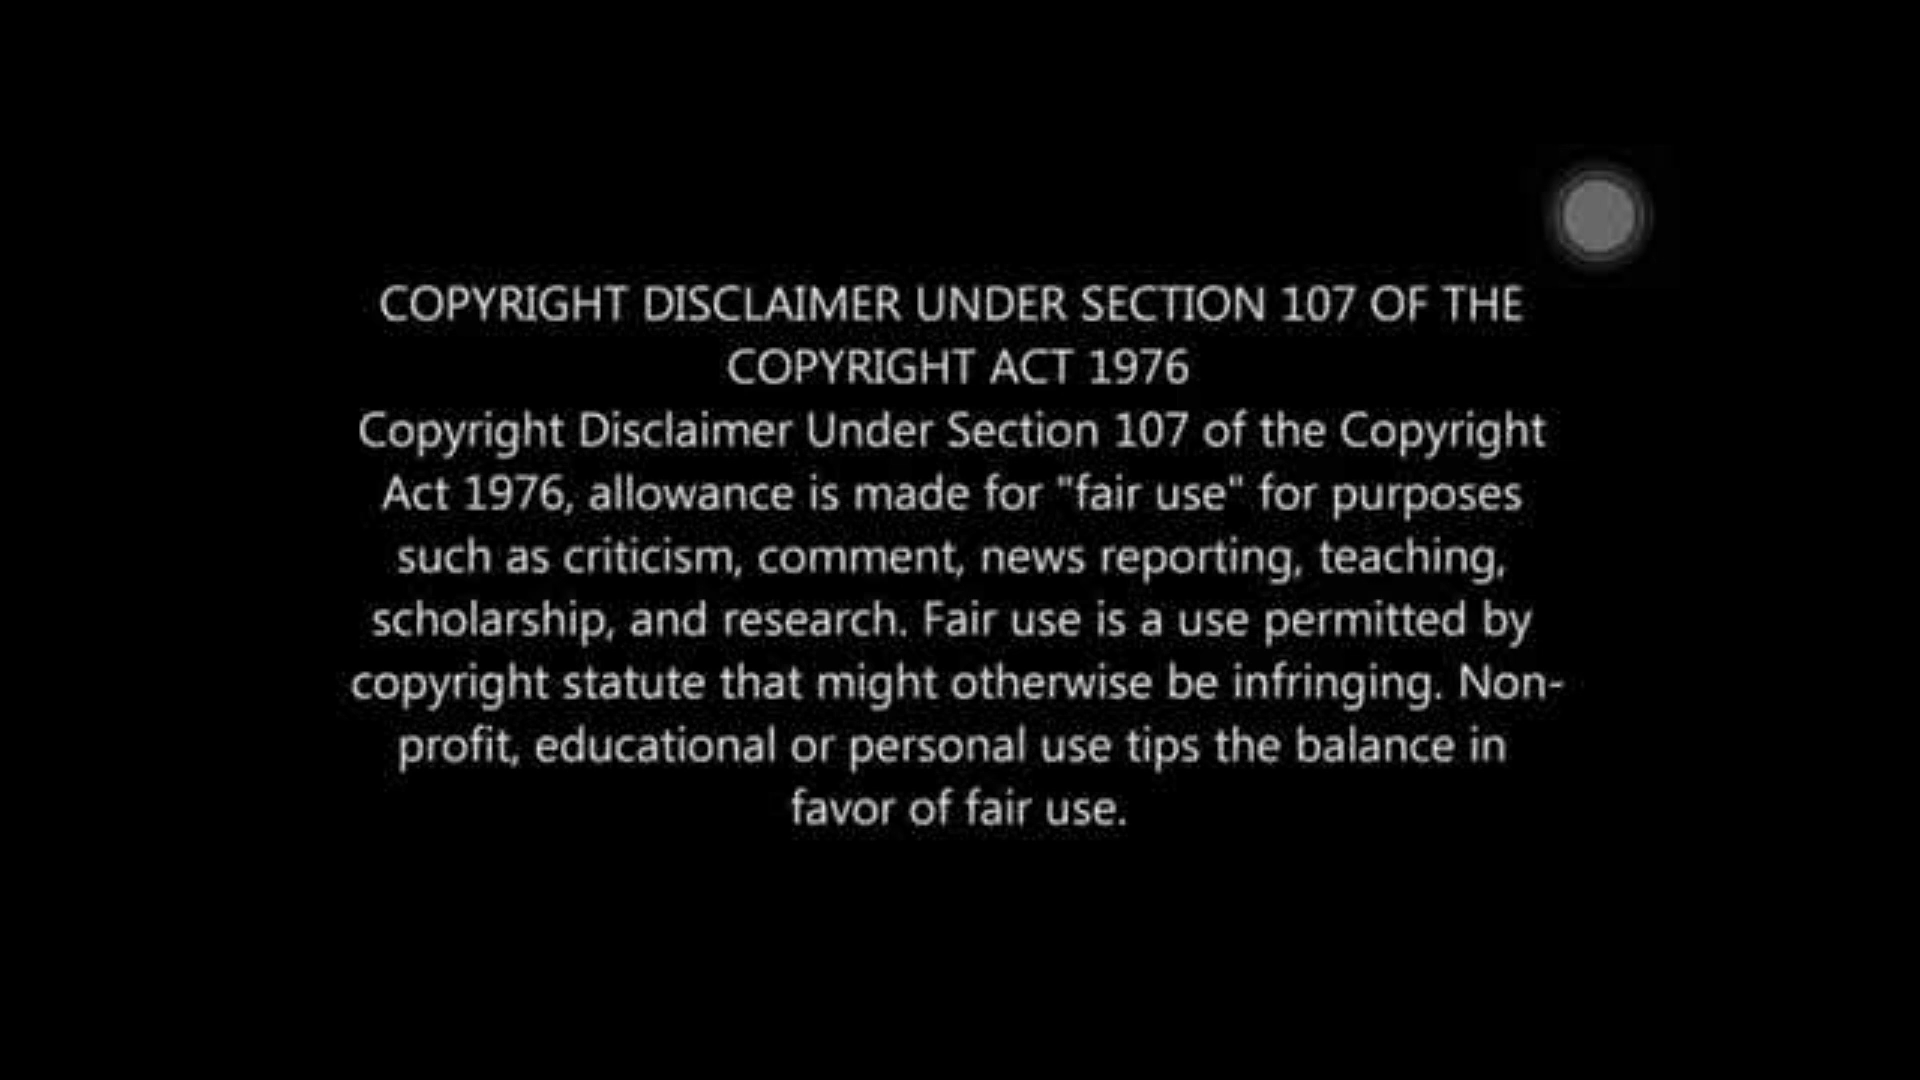 COPYRIGHT DISCLAIMER UNDER SECTION 107 OF THE
COPYRIGHT ACT 1976
Copyright Disclaimer Under Section 107 of the Copyright
Act 1976, allowance is made for "fair use" for purposes
such as criticism, comment, news reporting, teaching,
scholarship, and research. Fair use is a use permitted by
copyright statute that might otherwise be infringing. Non-
profit, educational or personal use tips the balance in
favor of fair use.